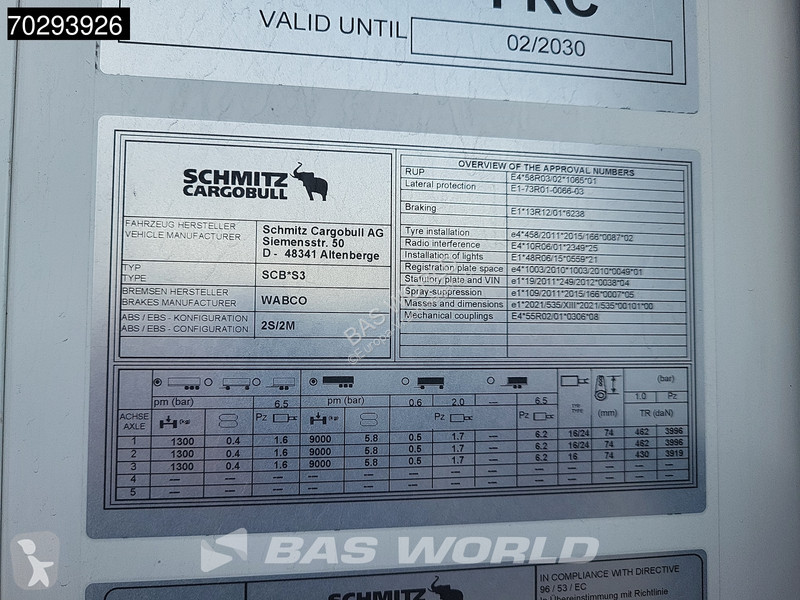 70293926
FRC
VALID UNTIL 02/2030
SCHMITZ
CARGOBULL
FAHRZEUG HERSTELLER
VEHICLE MANUFACTURER
Schmitz Cargobull AG
Siemensstr. 50
D - 48341 Altenberge
TYP
TYPE
SCB*S3
BREMSEN HERSTELLER
BRAKES MANUFACTURER
WABCO
ABS / EBS - KONFIGURATION
ABS / EBS - CONFIGURATION
2S/2M
OVERVIEW OF THE APPROVAL NUMBERS
RUP E4*58R03/02*1065*01
Lateral protection E1-73R01-0066-03
Braking E1*13R12/01*6238
Tyre installation e4*458/2011*2015/166*0087*02
Radio interference E4*10R06/01*2349*25
Installation of lights E1*48R06/15*0559*21
Registration plate space e4*1003/2010*1003/2010*0049*01
Statutory plate and VIN e1*19/2011*249/2012*0038*04
Spray-suppression e1*109/2011*2015/166*0007*05
Masses and dimensions e1*2021/535/XIII*2021/535*00101*00
Mechanical couplings E4*55R02/01*0306*08
(bar)
pm (bar) 6.5 pm (bar) 0.6 2.0 — 6.5 (mm) 1.0 Pz
ACHSE
AXLE
Pz Pz TR (daN)
1 1300 0.4 1.6 9000 5.8 0.5 1.7 — 6.2 16/24 74 462 3996
2 1300 0.4 1.6 9000 5.8 0.5 1.7 — 6.2 16/24 74 462 3996
3 1300 0.4 1.6 9000 5.8 0.5 1.7 — 6.2 16 74 430 3919
4 — — — — — — — — — — — — —
5 — — — — — — — — — — — — —
BAS WORLD
SCHMITZ
IN COMPLIANCE WITH DIRECTIVE
96 / 53 / EC
In Übereinstimmung mit Richtlinie